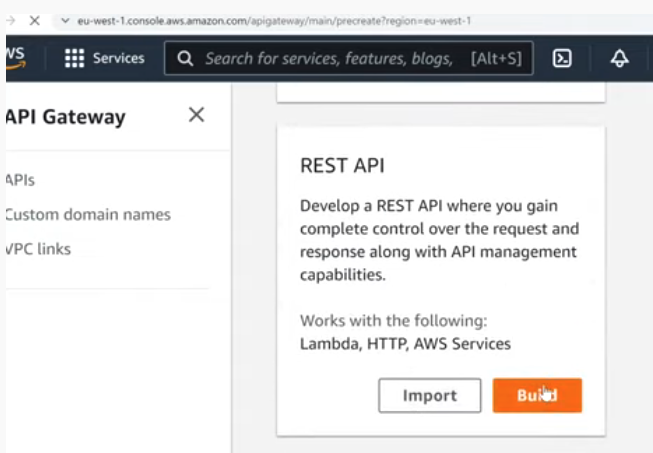 eu-west-1.console.aws.amazon.com/apigateway/main/precreate?region=eu-west-1
Services
Search for services, features, blogs, [Alt+S]
API Gateway
APIs
Custom domain names
VPC links
REST API
Develop a REST API where you gain
complete control over the request and
response along with API management
capabilities.
Works with the following:
Lambda, HTTP, AWS Services
Import
Build